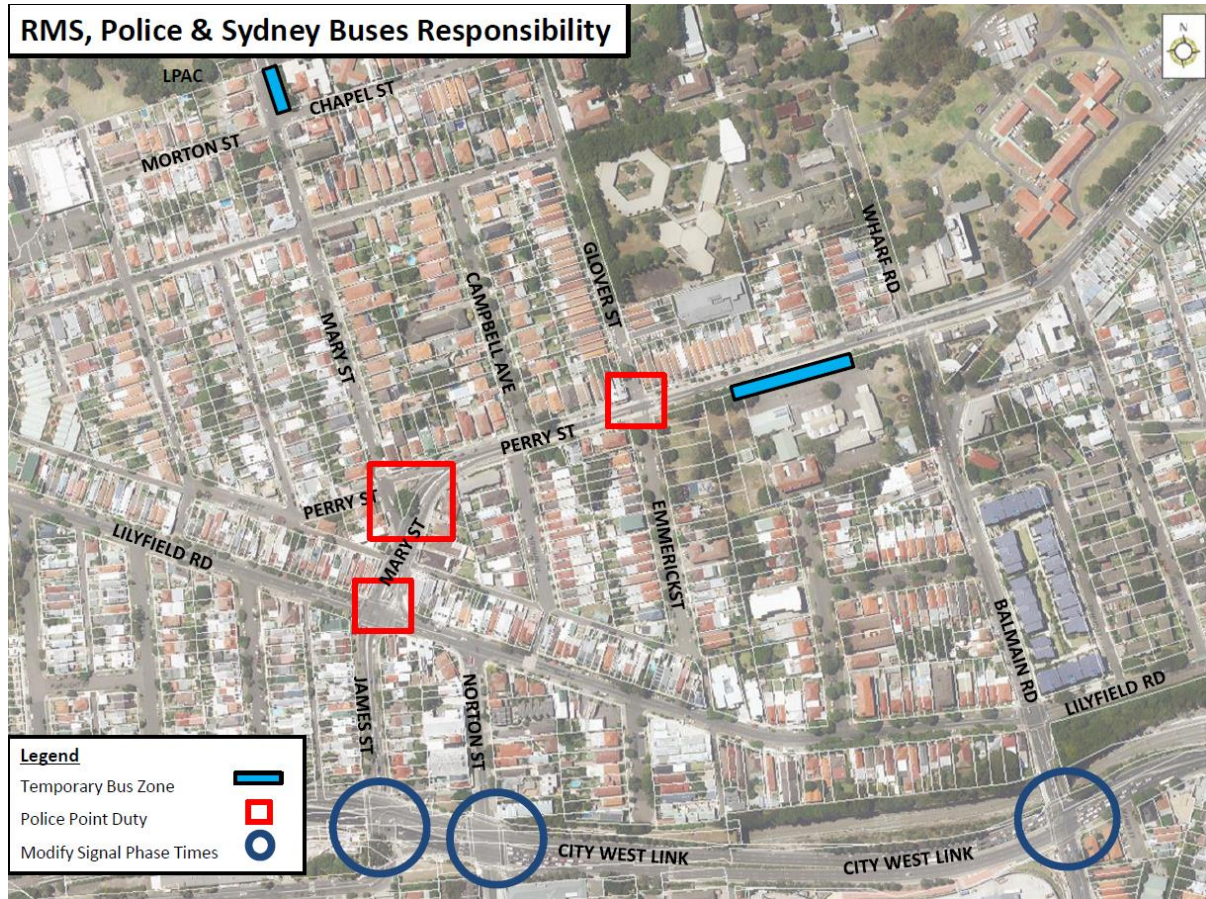 RMS, Police & Sydney Buses Responsibility
N
LPAC
CHAPEL ST
MORTON ST
WHARF RD
GLOVER ST
CAMPBELL AVE
MARY ST
PERRY ST
PERRY ST
LILYFIELD RD
MARY ST
EMMERICKST
BALMAIN RD
LILYFIELD RD
JAMES ST
NORTON ST
CITY WEST LINK
CITY WEST LINK
Legend
Temporary Bus Zone
Police Point Duty
Modify Signal Phase Times